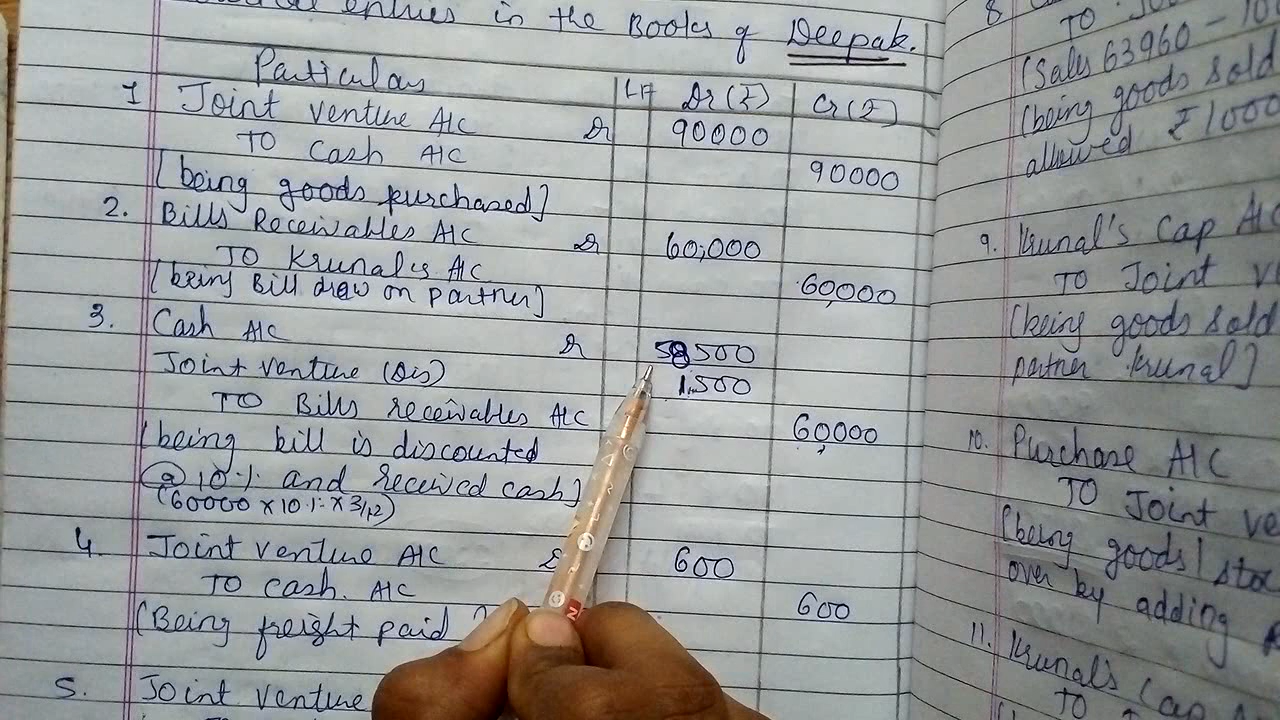 entries in the Books of Deepak.
Particulars LF Dr (₹) Cr (₹)
1 Joint venture A/C Dr 90000
TO Cash A/C 90000
[being goods purchased]
2. Bills Receivables A/C Dr 60,000
TO Krunal's A/C 60,000
[being Bill draw on partner]
3. Cash A/C Dr 58500
Joint venture (Dis) 1,500
TO Bills receivables A/C 60,000
[being bill is discounted
@ 10% and received cash]
(60000 x 10% x 3/12)
4. Joint venture A/C 600
TO cash. A/C 600
(Being freight paid
5. Joint venture
8
TO
(Sales 63960 -
(being goods sold
allowed ₹1000
9. Krunal's Cap A/C
TO Joint
[being goods sold
partner Krunal]
10. Purchase A/C
TO Joint ve
[being goods/
over by adding
11. Krunal's Cap
TO